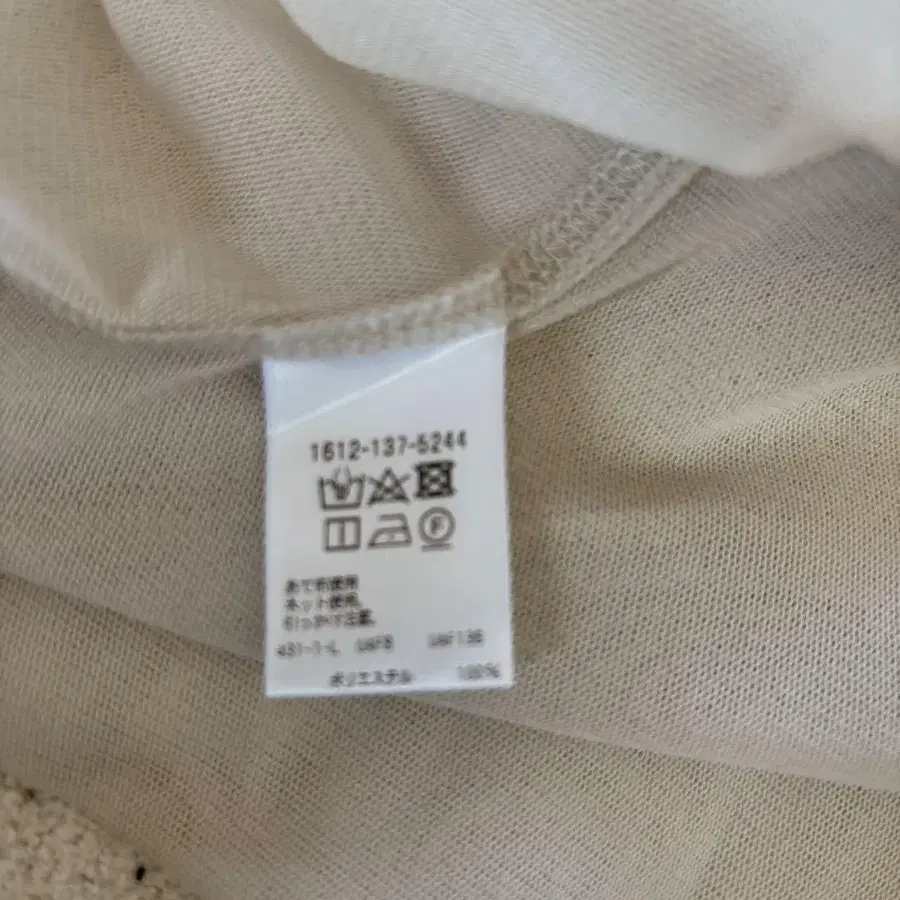 1612-137-5244
F
あて布使用
ネット使用。
引っかけ注意。
431-1-L
ポリエステル 100%